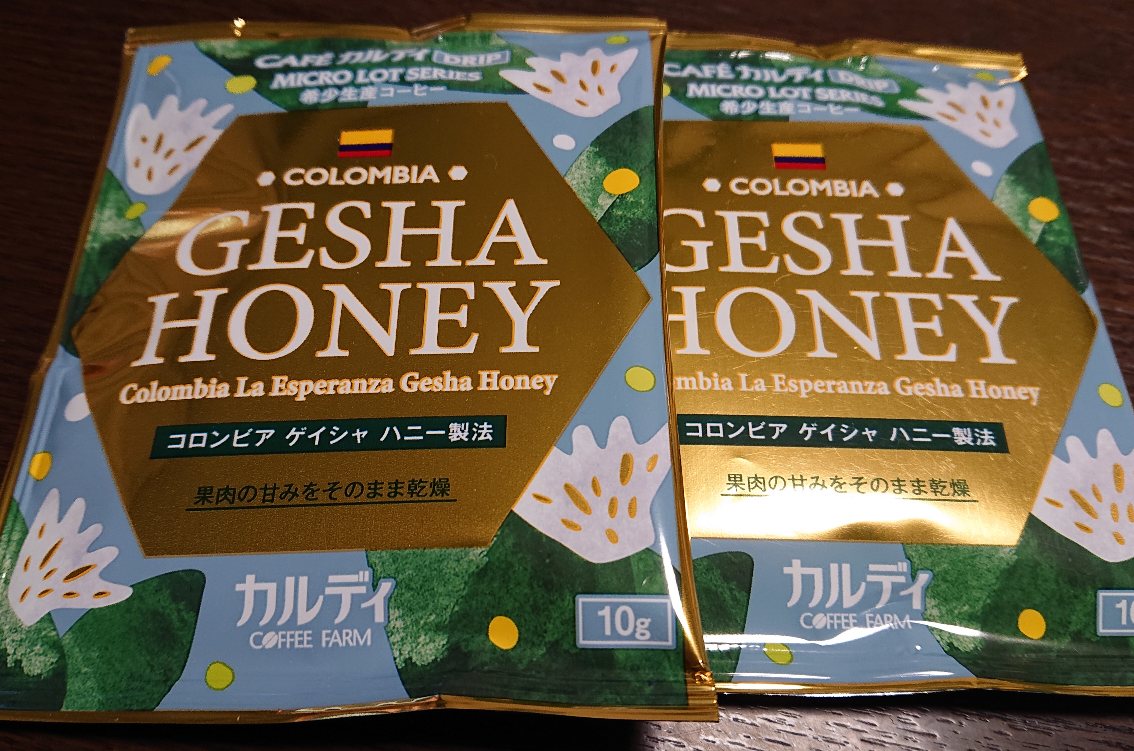 CAFÉ カルディ DRIP
MICRO LOT SERIES
希少生産コーヒー
COLOMBIA
GESHA
HONEY
Colombia La Esperanza Gesha Honey
コロンビア ゲイシャ ハニー製法
果肉の甘みをそのまま乾燥
カルディ
COFFEE FARM
10g
CAFÉ カルディ DRIP
MICRO LOT SERIES
希少生産コーヒー
COLOMBIA
GESHA
HONEY
mbia La Esperanza Gesha Honey
コロンビア ゲイシャ ハニー製法
果肉の甘みをそのまま乾燥
カルディ
COFFEE FARM